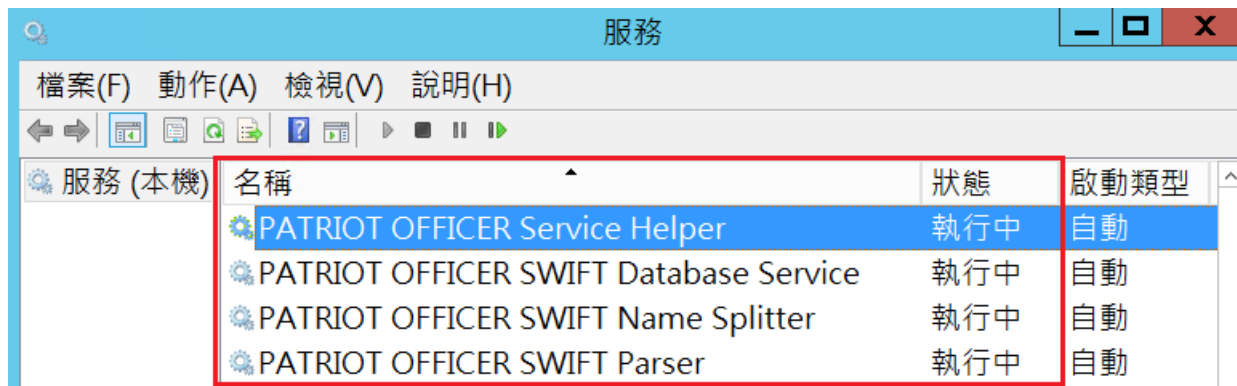 服務
檔案(F) 動作(A) 檢視(V) 說明(H)
服務 (本機) 名稱 狀態 啟動類型
PATRIOT OFFICER Service Helper 執行中 自動
PATRIOT OFFICER SWIFT Database Service 執行中 自動
PATRIOT OFFICER SWIFT Name Splitter 執行中 自動
PATRIOT OFFICER SWIFT Parser 執行中 自動